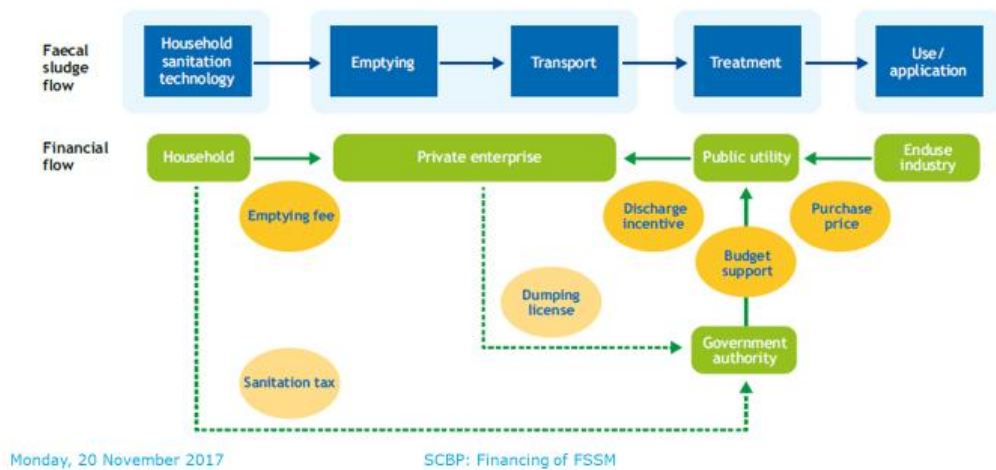 Faecal
sludge
flow
Household
sanitation
technology
Emptying
Transport
Treatment
Use/
application
Financial
flow
Household
Private enterprise
Public utility
Enduse
industry
Emptying fee
Discharge
incentive
Purchase
price
Budget
support
Dumping
license
Government
authority
Sanitation tax
Monday, 20 November 2017
SCBP: Financing of FSSM